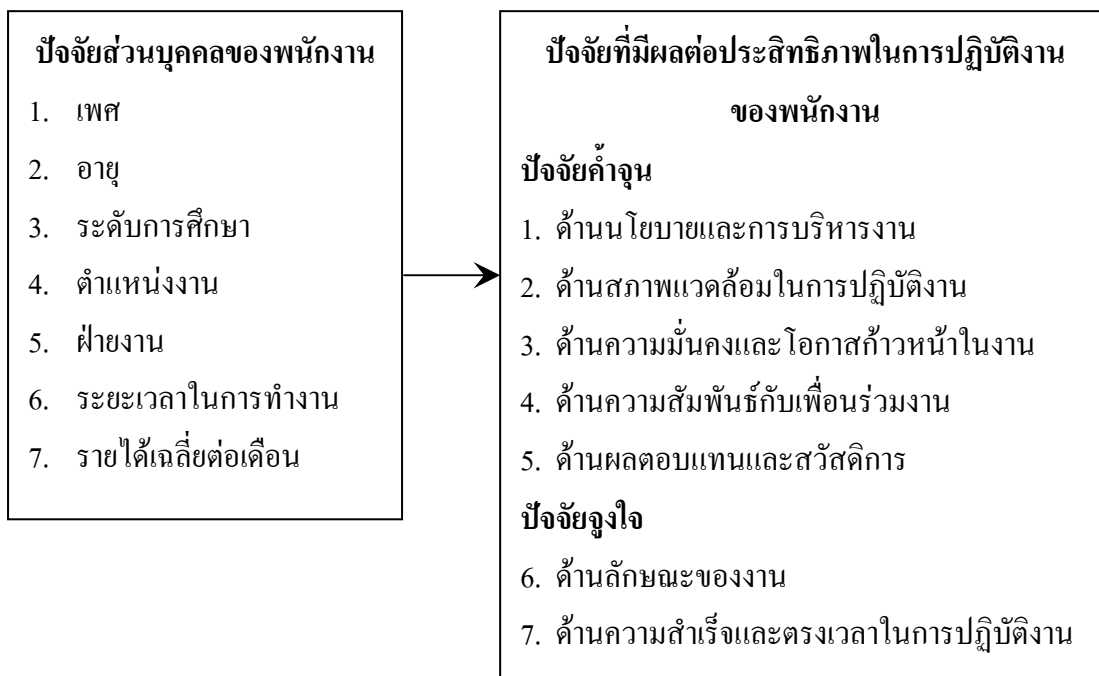 ปัจจัยส่วนบุคคลของพนักงาน
1. เพศ
2. อายุ
3. ระดับการศึกษา
4. ตำแหน่งงาน
5. ฝ่ายงาน
6. ระยะเวลาในการทำงาน
7. รายได้เฉลี่ยต่อเดือน
ปัจจัยที่มีผลต่อประสิทธิภาพในการปฏิบัติงาน
ของพนักงาน
ปัจจัยค้ำจุน
1. ด้านนโยบายและการบริหารงาน
2. ด้านสภาพแวดล้อมในการปฏิบัติงาน
3. ด้านความมั่นคงและโอกาสก้าวหน้าในงาน
4. ด้านความสัมพันธ์กับเพื่อนร่วมงาน
5. ด้านผลตอบแทนและสวัสดิการ
ปัจจัยจูงใจ
6. ด้านลักษณะของงาน
7. ด้านความสำเร็จและตรงเวลาในการปฏิบัติงาน